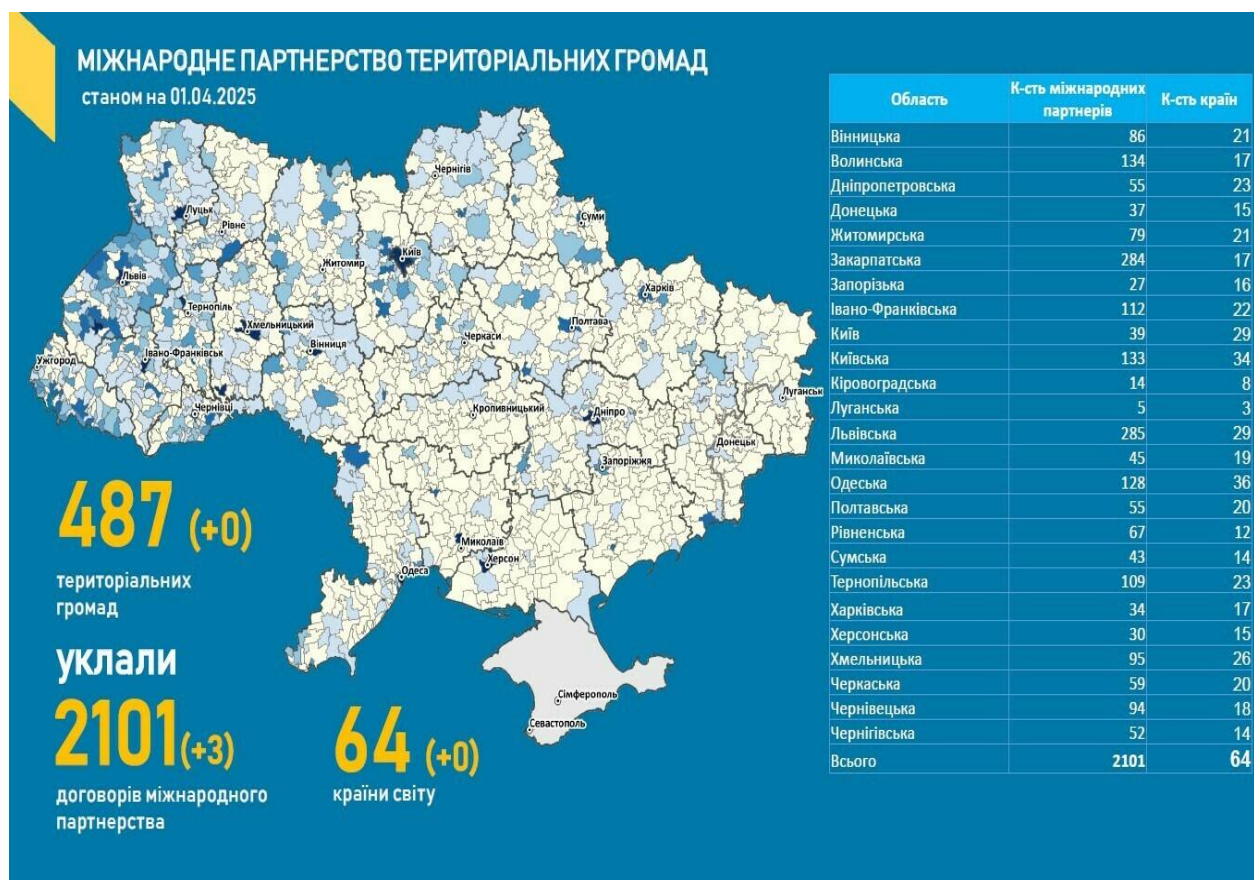 МІЖНАРОДНЕ ПАРТНЕРСТВО ТЕРИТОРІАЛЬНИХ ГРОМАД
станом на 01.04.2025
Чернігів
Луцьк
Рівне
Суми
Київ
Житомир
Львів
Харків
Тернопіль
Хмельницький
Полтава
Вінниця
Черкаси
Івано-Франківськ
Ужгород
Луганськ
Чернівці
Кропивницький
Дніпро
Донецьк
Запоріжжя
Миколаїв
Херсон
Одеса
Сімферополь
Севастополь
487 (+0)
територіальних
громад
уклали
2101(+3)
договорів міжнародного
партнерства
64 (+0)
країни світу
Область К-сть міжнародних партнерів К-сть країн
Вінницька 86 21
Волинська 134 17
Дніпропетровська 55 23
Донецька 37 15
Житомирська 79 21
Закарпатська 284 17
Запорізька 27 16
Івано-Франківська 112 22
Київ 39 29
Київська 133 34
Кіровоградська 14 8
Луганська 5 3
Львівська 285 29
Миколаївська 45 19
Одеська 128 36
Полтавська 55 20
Рівненська 67 12
Сумська 43 14
Тернопільська 109 23
Харківська 34 17
Херсонська 30 15
Хмельницька 95 26
Черкаська 59 20
Чернівецька 94 18
Чернігівська 52 14
Всього 2101 64